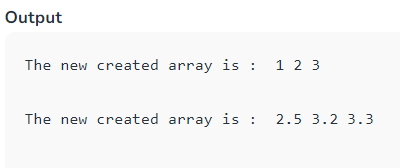 Output
The new created array is :  1 2 3
The new created array is :  2.5 3.2 3.3